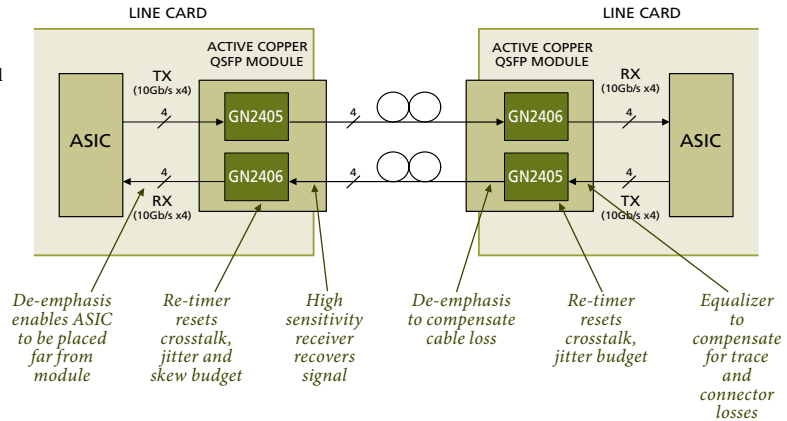 LINE CARD
LINE CARD
ACTIVE COPPER
QSFP MODULE
ACTIVE COPPER
QSFP MODULE
TX
(10Gb/s x4)
RX
(10Gb/s x4)
ASIC
4
GN2405
4
GN2406
4
ASIC
4
GN2406
4
GN2405
4
RX
(10Gb/s x4)
TX
(10Gb/s x4)
De-emphasis
enables ASIC
to be placed
far from
module
Re-timer
resets
crosstalk,
jitter and
skew budget
High
sensitivity
receiver
recovers
signal
De-emphasis
to compensate
cable loss
Re-timer
resets
crosstalk,
jitter budget
Equalizer
to
compensate
for trace
and
connector
losses